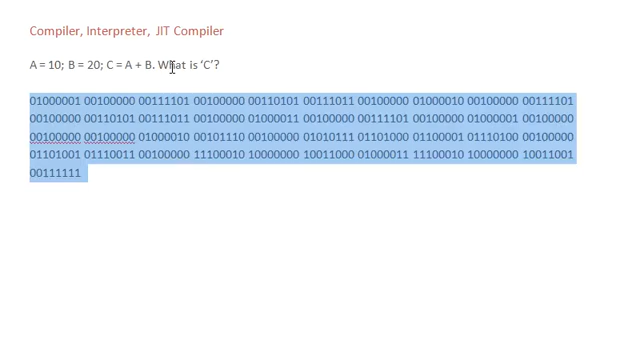 Compiler, Interpreter, JIT Compiler
A = 10; B = 20; C = A + B. What is ‘C’?
01000001 00100000 00111101 00100000 00110101 00111011 00100000 01000010 00100000 00111101
00100000 00110101 00111011 00100000 01000011 00100000 00111101 00100000 01000001 00100000
00100000 00100000 01000010 00101110 00100000 01010111 01101000 01100001 01110100 00100000
01101001 01110011 00100000 11100010 10000000 10011000 01000011 11100010 10000000 10011001
00111111